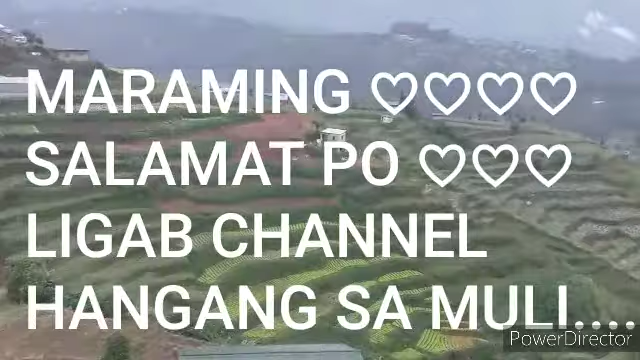 MARAMING ♡♡♡♡
SALAMAT PO ♡♡♡
LIGAB CHANNEL
HANGANG SA MULI....
PowerDirector